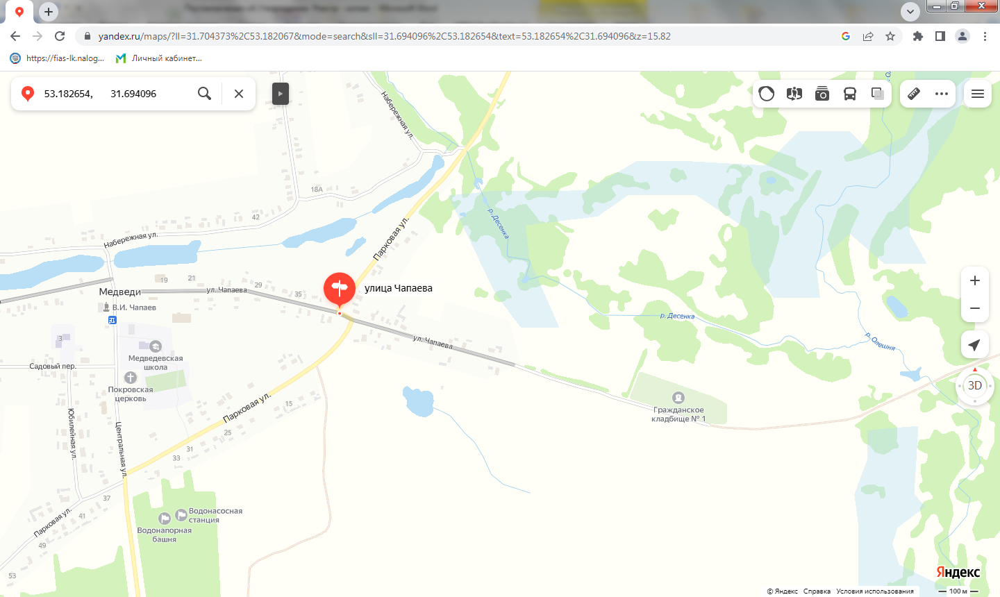 yandex.ru/maps/?ll=31.704373%2C53.182067&mode=search&sll=31.694096%2C53.182654&text=53.182654%2C31.694096&z=15.82
https://fias-lk.nalog...
Личный кабинет...
53.182654, 31.694096
Набережная ул.
18А
42
р. Десенка
Парковая ул.
Набережная ул.
19
21
29
35
Медведи
ул. Чапаева
улица Чапаева
В.И. Чапаев
3
ул. Чапаева
р. Десенка
р. Олешня
Медведевская
школа
Садовый пер.
Покровская
церковь
3D
Гражданское
кладбище № 1
Парковая ул.
15
Юбилейная ул.
Центральная ул.
25
31
33
37
41
Водонасосная
станция
Водонапорная
башня
Парковая ул.
49
53
Яндекс
© Яндекс Справка Условия использования
100 м